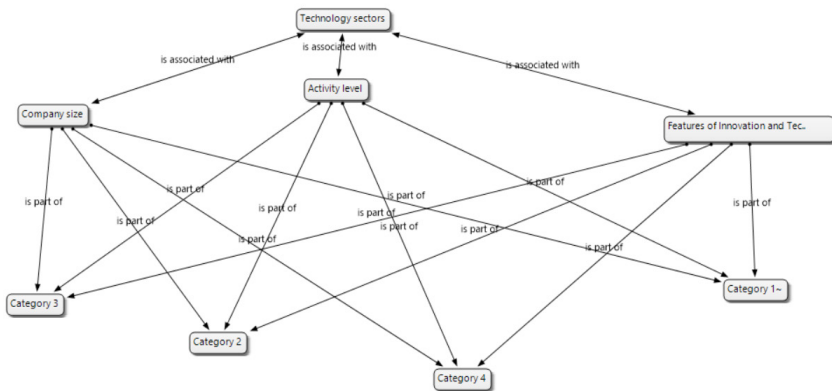 Technology sectors
is associated with
is associated with
is associated with
Activity level
Company size
Features of Innovation and Tec..
is part of
is part of
is part of
is part of
is part of
is part of
is part of
is part of
is part of
is part of
is part of
is part of
Category 3
Category 2
Category 4
Category 1~